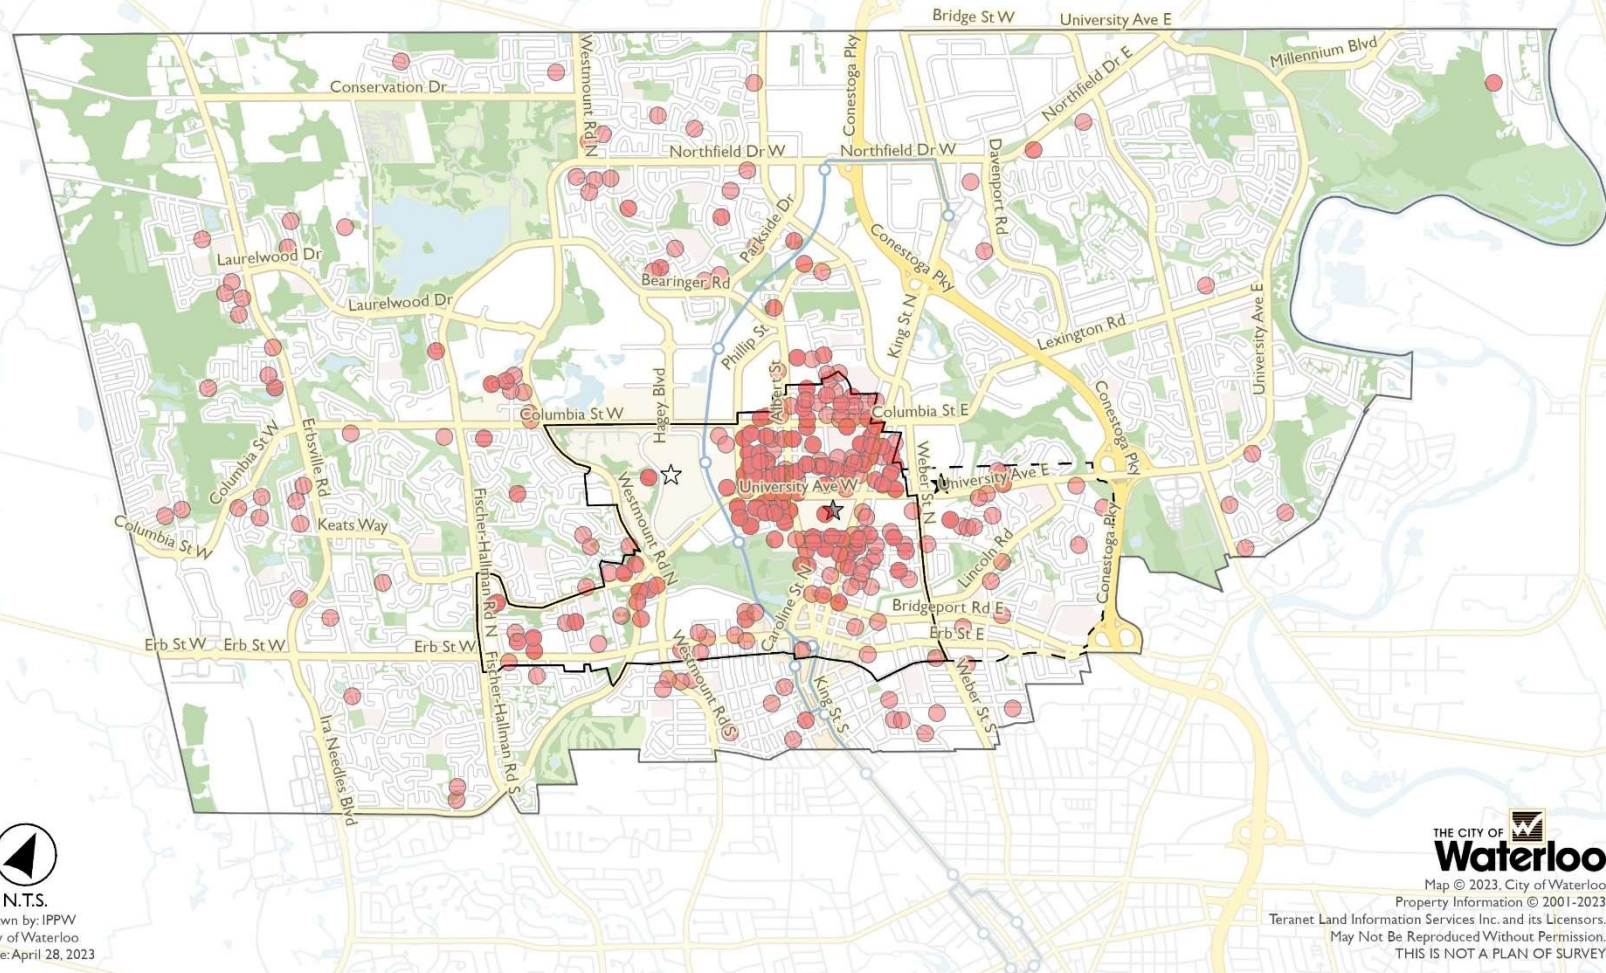 Bridge St W
University Ave E
Millennium Blvd
Westmount Rd N
Conestoga Pky
Northfield Dr E
Conservation Dr
Northfield Dr W
Northfield Dr W
Davenport Rd
Parkside Dr
Laurelwood Dr
Conestoga Pky
Bearinger Rd
Laurelwood Dr
King St N
University Ave E
Lexington Rd
Phillip St
Hagey Blvd
Albert St
Conestoga Pky
Columbia St W
Columbia St E
Columbia St W
Erbsville Rd
Weber St N
University Ave E
University Ave W
Westmount Rd N
Fischer-Hallman Rd N
Columbia St W
Keats Way
Conestoga Pky
Lincoln Rd
Caroline St N
Bridgeport Rd E
Erb St E
Erb St W
Erb St W
Erb St W
Westmount Rd S
Weber St S
King St S
Fischer-Hallman Rd S
Ira Needles Blvd
N.T.S.
wn by: IPPW
y of Waterloo
e: April 28, 2023
THE CITY OF
Waterloo
Map © 2023, City of Waterloo
Property Information © 2001-2023
Teranet Land Information Services Inc. and its Licensors.
May Not Be Reproduced Without Permission.
THIS IS NOT A PLAN OF SURVEY